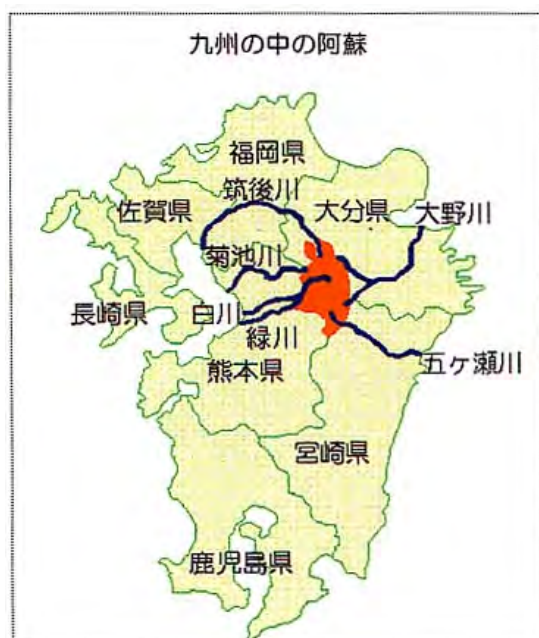 九州の中の阿蘇
福岡県
筑後川
佐賀県
大分県
大野川
菊池川
長崎県
白川
緑川
五ヶ瀬川
熊本県
宮崎県
鹿児島県